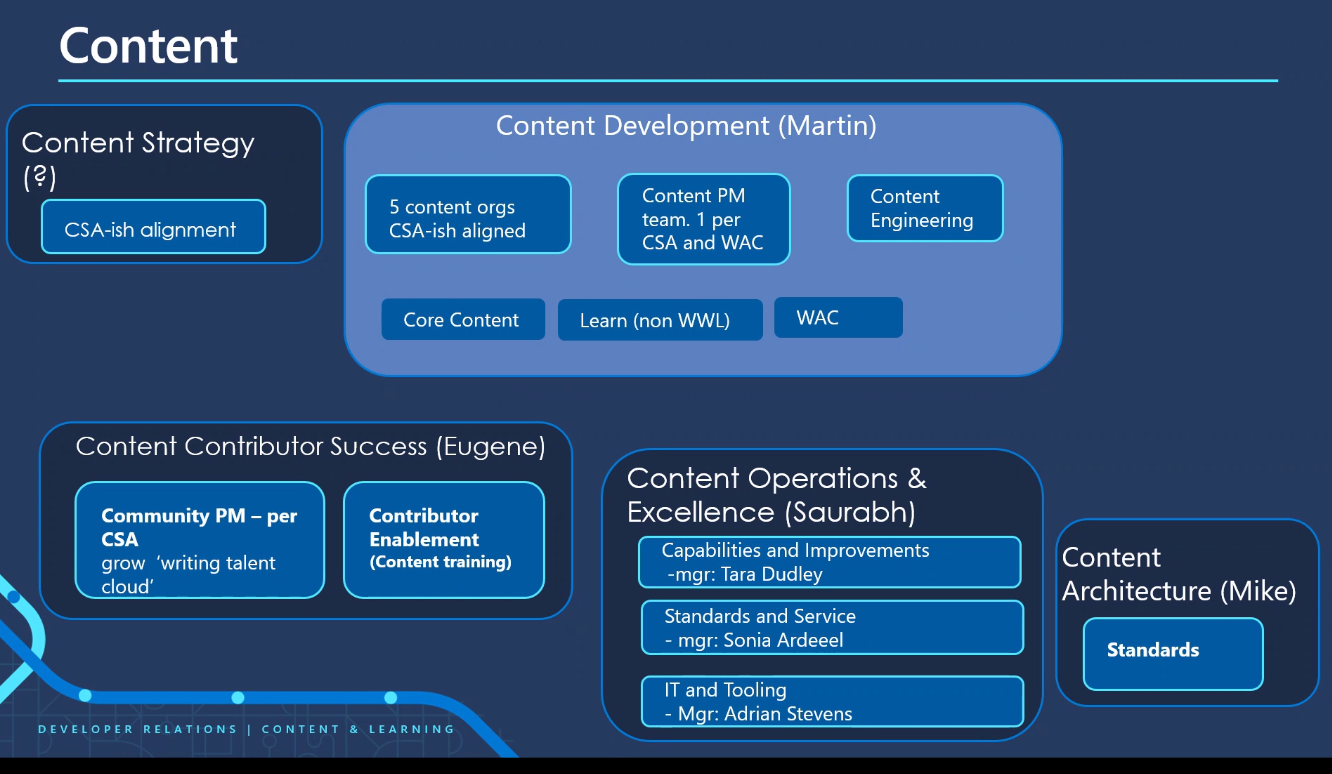 Content
Content Strategy
(?)
CSA-ish alignment
Content Development (Martin)
5 content orgs
CSA-ish aligned
Content PM
team. 1 per
CSA and WAC
Content
Engineering
Core Content
Learn (non WWL)
WAC
Content Contributor Success (Eugene)
Community PM – per
CSA
grow ‘writing talent
cloud’
Contributor
Enablement
(Content training)
Content Operations &
Excellence (Saurabh)
Capabilities and Improvements
-mgr: Tara Dudley
Standards and Service
- mgr: Sonia Ardeeel
IT and Tooling
- Mgr: Adrian Stevens
Content
Architecture (Mike)
Standards
DEVELOPER RELATIONS | CONTENT & LEARNING